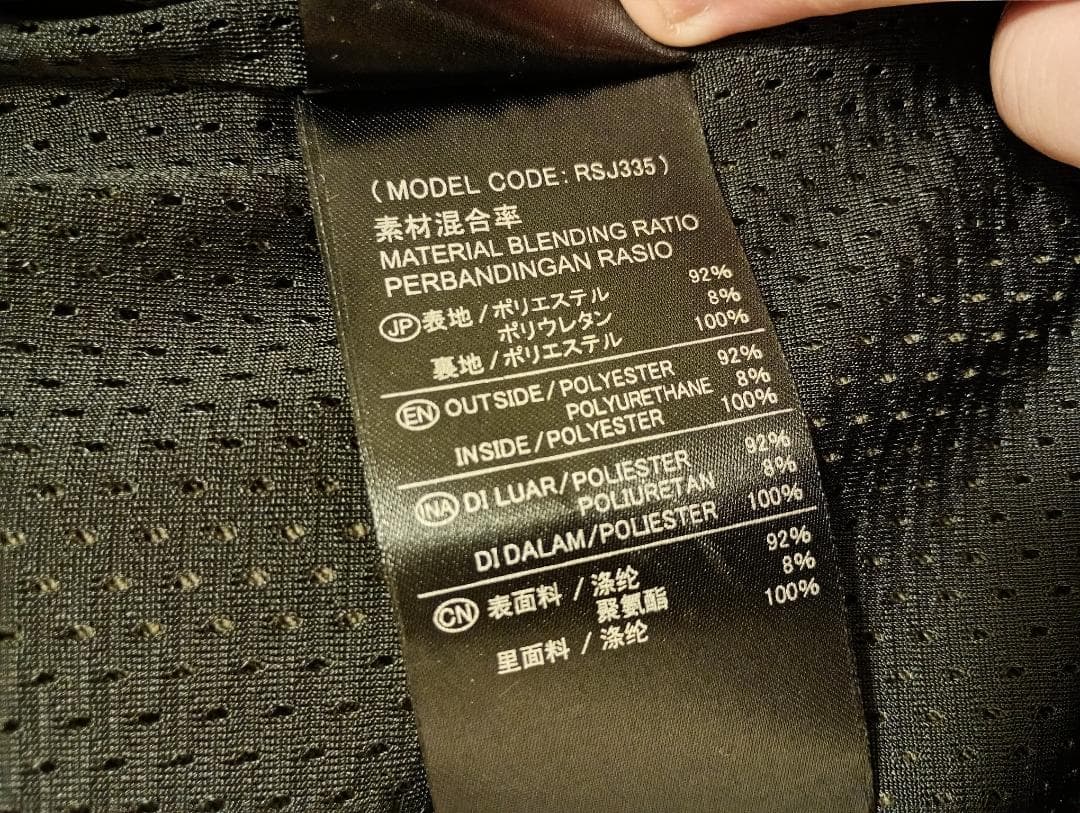 (MODEL CODE: RSJ335)
素材混合率
MATERIAL BLENDING RATIO
PERBANDINGAN RASIO
JP 表地/ポリエステル 92%
ポリウレタン 8%
裏地/ポリエステル 100%
EN OUTSIDE/POLYESTER 92%
POLYURETHANE 8%
INSIDE/POLYESTER 100%
INA DI LUAR/POLIESTER 92%
POLIURETAN 8%
DI DALAM/POLIESTER 100%
CN 表面料 / 涤纶 92%
聚氨酯 8%
里面料 / 涤纶 100%